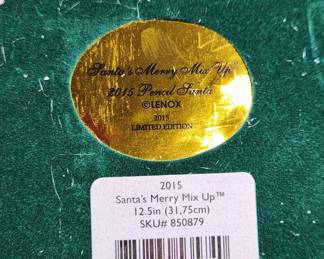 Santa's Merry Mix Up™
2015 Pencil Santa
©LENOX
2015
LIMITED EDITION
2015
Santa's Merry Mix Up™
12.5in (31,75cm)
SKU# 850879